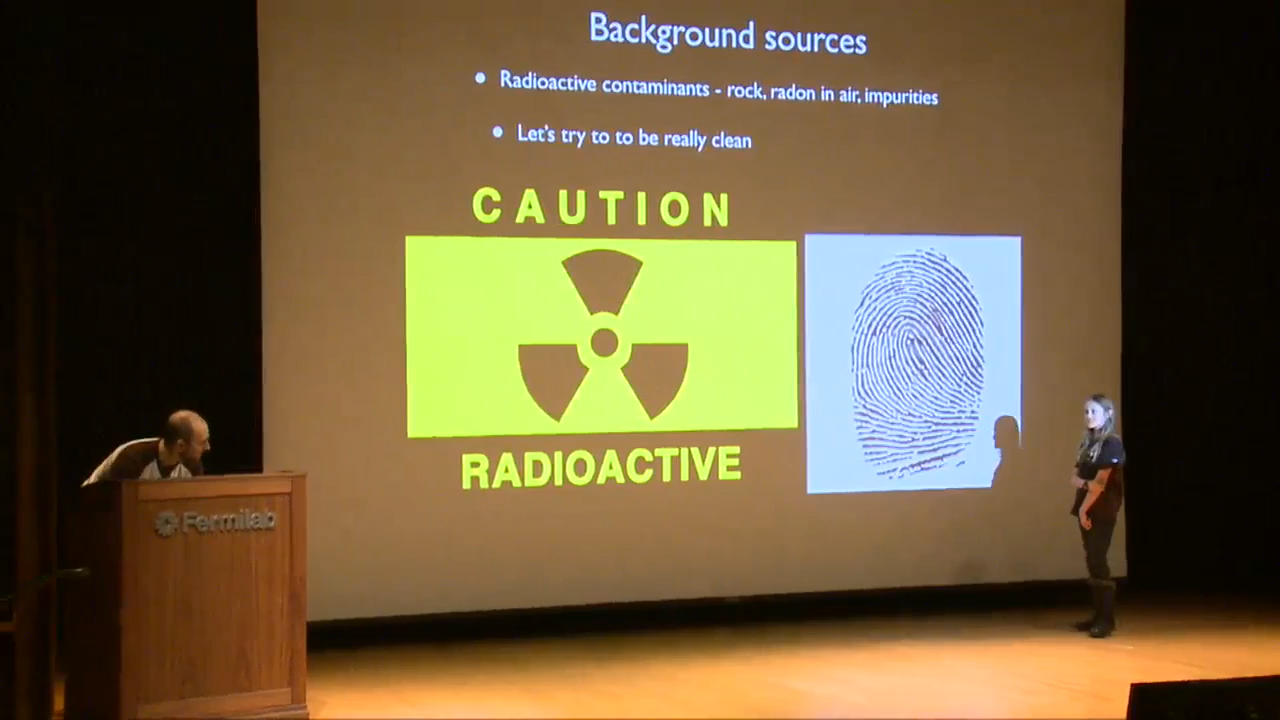 Background sources
• Radioactive contaminants - rock, radon in air, impurities
• Let's try to to be really clean
CAUTION
RADIOACTIVE
Fermilab